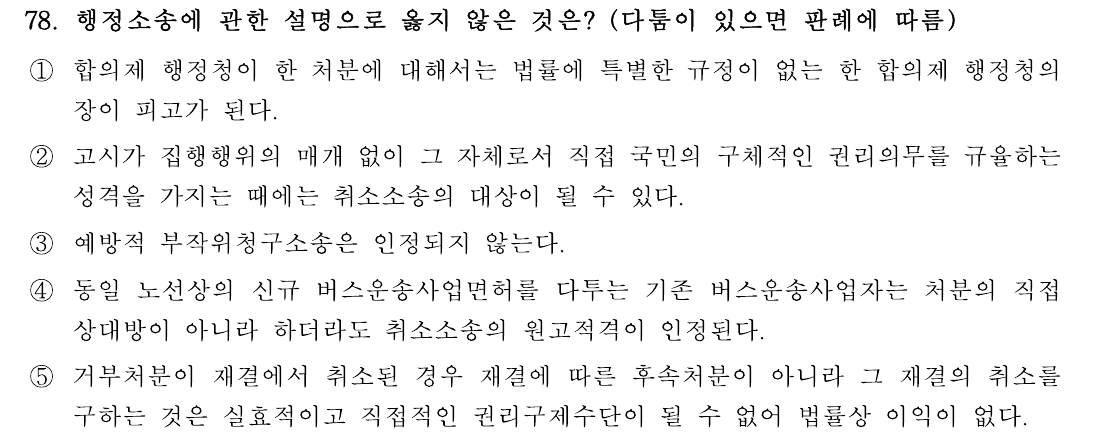 78. 행정소송에 관한 설명으로 옳지 않은 것은? (다툼이 있으면 판례에 따름)
① 합의제 행정청이 한 처분에 대해서는 법률에 특별한 규정이 없는 한 합의제 행정청의
장이 피고가 된다.
② 고시가 집행행위의 매개 없이 그 자체로서 직접 국민의 구체적인 권리의무를 규율하는
성격을 가지는 때에는 취소소송의 대상이 될 수 있다.
③ 예방적 부작위청구소송은 인정되지 않는다.
④ 동일 노선상의 신규 버스운송사업면허를 다투는 기존 버스운송사업자는 처분의 직접
상대방이 아니라 하더라도 취소소송의 원고적격이 인정된다.
⑤ 거부처분이 재결에서 취소된 경우 재결에 따른 후속처분이 아니라 그 재결의 취소를
구하는 것은 실효적이고 직접적인 권리구제수단이 될 수 없어 법률상 이익이 없다.